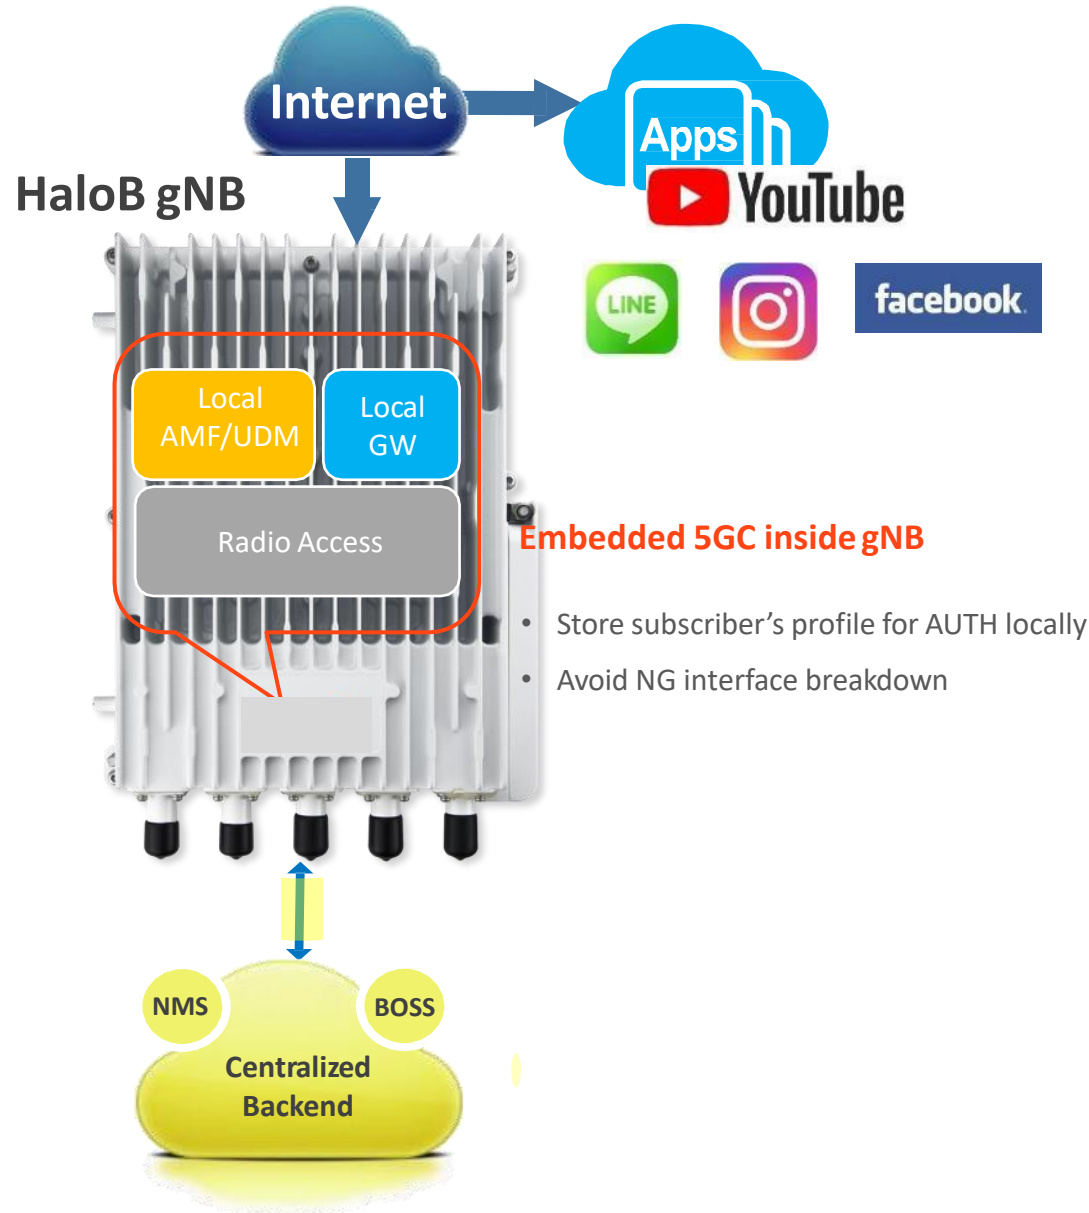 Internet
Apps
YouTube
HaloB gNB
LINE
facebook
Local
AMF/UDM
Local
GW
Radio Access
Embedded 5GC inside gNB
• Store subscriber’s profile for AUTH locally
• Avoid NG interface breakdown
NMS
BOSS
Centralized
Backend